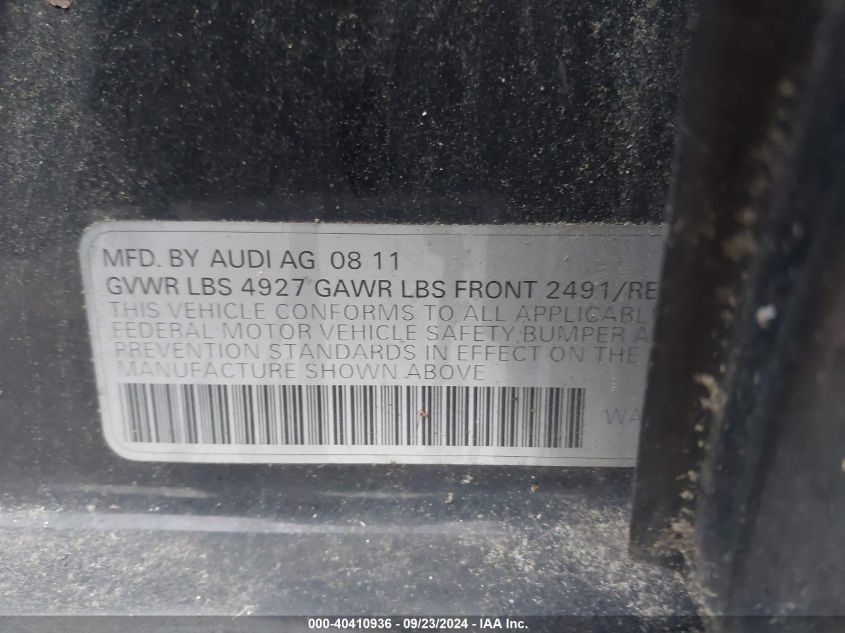 MFD. BY AUDI AG 08 11
GVWR LBS 4927 GAWR LBS FRONT 2491/RE
THIS VEHICLE CONFORMS TO ALL APPLICABL
FEDERAL MOTOR VEHICLE SAFETY, BUMPER A
PREVENTION STANDARDS IN EFFECT ON THE
MANUFACTURE SHOWN ABOVE
WA
000-40410936 - 09/23/2024 - IAA Inc.